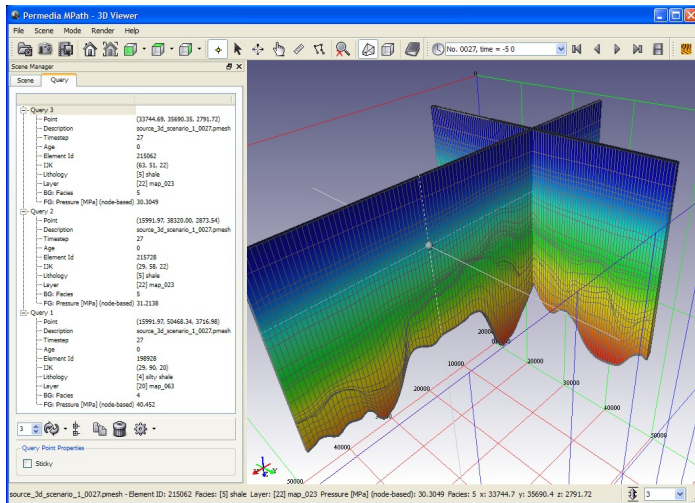 Permedia MPath - 3D Viewer
File Scene Mode Render Help
No. 0027, time = -5 0
Scene Manager
Scene Query
Query 3
Point (33744.69, 35690.35, 2791.72)
Description source_3d_scenario_1_0027.pmesh
Timestep 27
Age 0
Element Id 215062
IJK (63, 51, 22)
Lithology [5] shale
Layer [22] map_023
BG: Facies 5
FG: Pressure [MPa] (node-based) 30.3049
Query 2
Point (15991.97, 38320.00, 2873.54)
Description source_3d_scenario_1_0027.pmesh
Timestep 27
Age 0
Element Id 215728
IJK (29, 58, 22)
Lithology [5] shale
Layer [22] map_023
BG: Facies 5
FG: Pressure [MPa] (node-based) 31.2138
Query 1
Point (15991.97, 50468.34, 3716.98)
Description source_3d_scenario_1_0027.pmesh
Timestep 27
Age 0
Element Id 198928
IJK (29, 90, 20)
Lithology [4] silty shale
Layer [20] map_063
BG: Facies 4
FG: Pressure [MPa] (node-based) 40.452
3
Query Point Properties
Sticky
0
20000
10000
20000
10000
20000
20000
30000
30000
40000
40000
50000
50000
source_3d_scenario_1_0027.pmesh - Element ID: 215062 Facies: [5] shale Layer: [22] map_023 Pressure [MPa] (node-based): 30.3049 Facies: 5 x: 33744.7 y: 35690.4 z: 2791.72
3